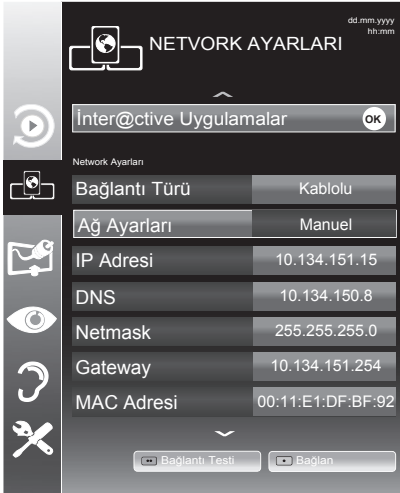 dd.mm.yyyy
hh:mm
NETVORK AYARLARI
İnter@ctive Uygulamalar OK
Network Ayarları
Bağlantı Türü Kablolu
Ağ Ayarları Manuel
IP Adresi 10.134.151.15
DNS 10.134.150.8
Netmask 255.255.255.0
Gateway 10.134.151.254
MAC Adresi 00:11:E1:DF:BF:92
Bağlantı Testi Bağlan